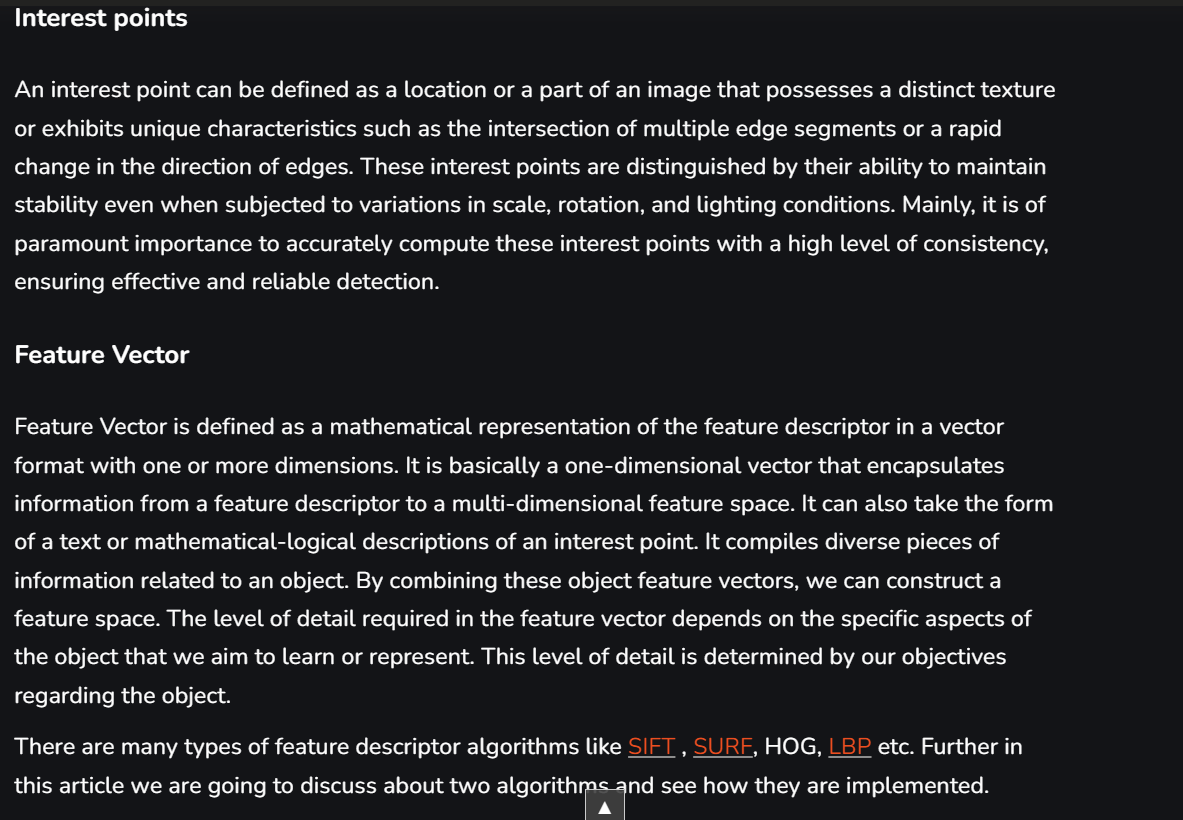 Interest points
An interest point can be defined as a location or a part of an image that possesses a distinct texture
or exhibits unique characteristics such as the intersection of multiple edge segments or a rapid
change in the direction of edges. These interest points are distinguished by their ability to maintain
stability even when subjected to variations in scale, rotation, and lighting conditions. Mainly, it is of
paramount importance to accurately compute these interest points with a high level of consistency,
ensuring effective and reliable detection.
Feature Vector
Feature Vector is defined as a mathematical representation of the feature descriptor in a vector
format with one or more dimensions. It is basically a one-dimensional vector that encapsulates
information from a feature descriptor to a multi-dimensional feature space. It can also take the form
of a text or mathematical-logical descriptions of an interest point. It compiles diverse pieces of
information related to an object. By combining these object feature vectors, we can construct a
feature space. The level of detail required in the feature vector depends on the specific aspects of
the object that we aim to learn or represent. This level of detail is determined by our objectives
regarding the object.
There are many types of feature descriptor algorithms like SIFT , SURF, HOG, LBP etc. Further in
this article we are going to discuss about two algorithms and see how they are implemented.